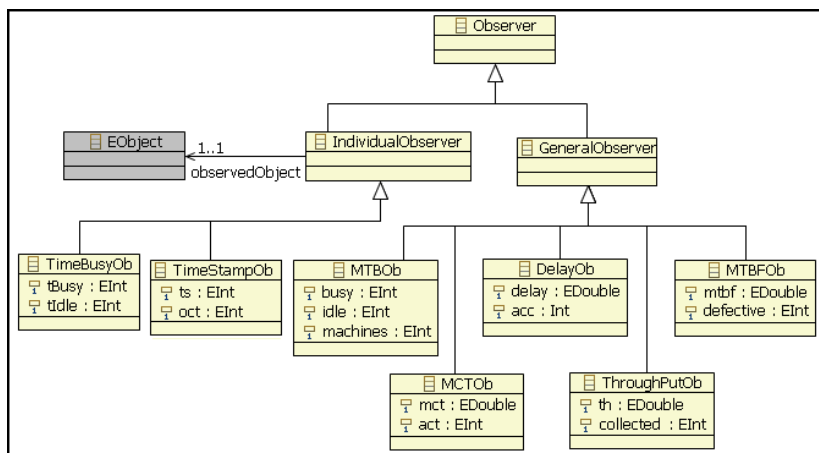 Observer
EObject
1..1
observedObject
IndividualObserver
GeneralObserver
TimeBusyOb
tBusy : EInt
tIdle : EInt
TimeStampOb
ts : EInt
oct : EInt
MTBOb
busy : EInt
idle : EInt
machines : EInt
DelayOb
delay : EDouble
acc : Int
MTBFOb
mtbf : EDouble
defective : EInt
MCTOb
mct : EDouble
act : EInt
ThroughPutOb
th : EDouble
collected : EInt